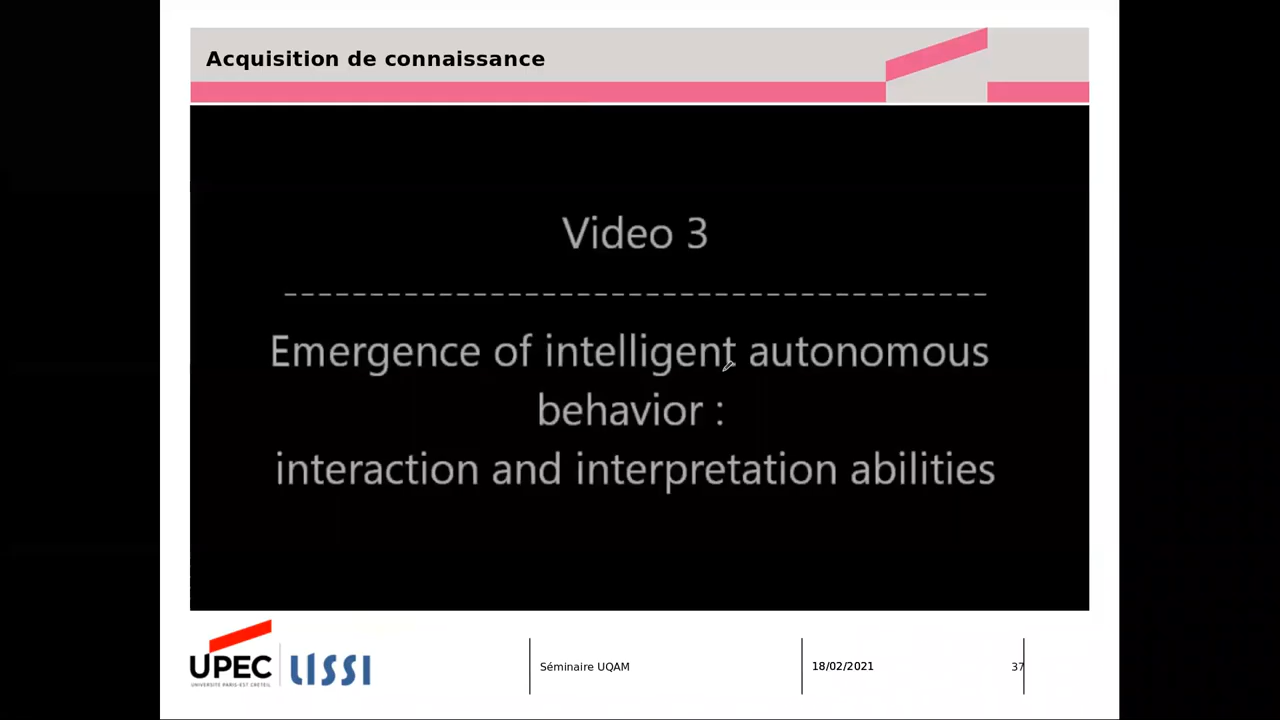 Acquisition de connaissance
Video 3
-----------------------------------------
Emergence of intelligent autonomous
behavior :
interaction and interpretation abilities
UPEC
UNIVERSITÉ PARIS-EST CRÉTEIL
LISSI
Séminaire UQAM
18/02/2021
37